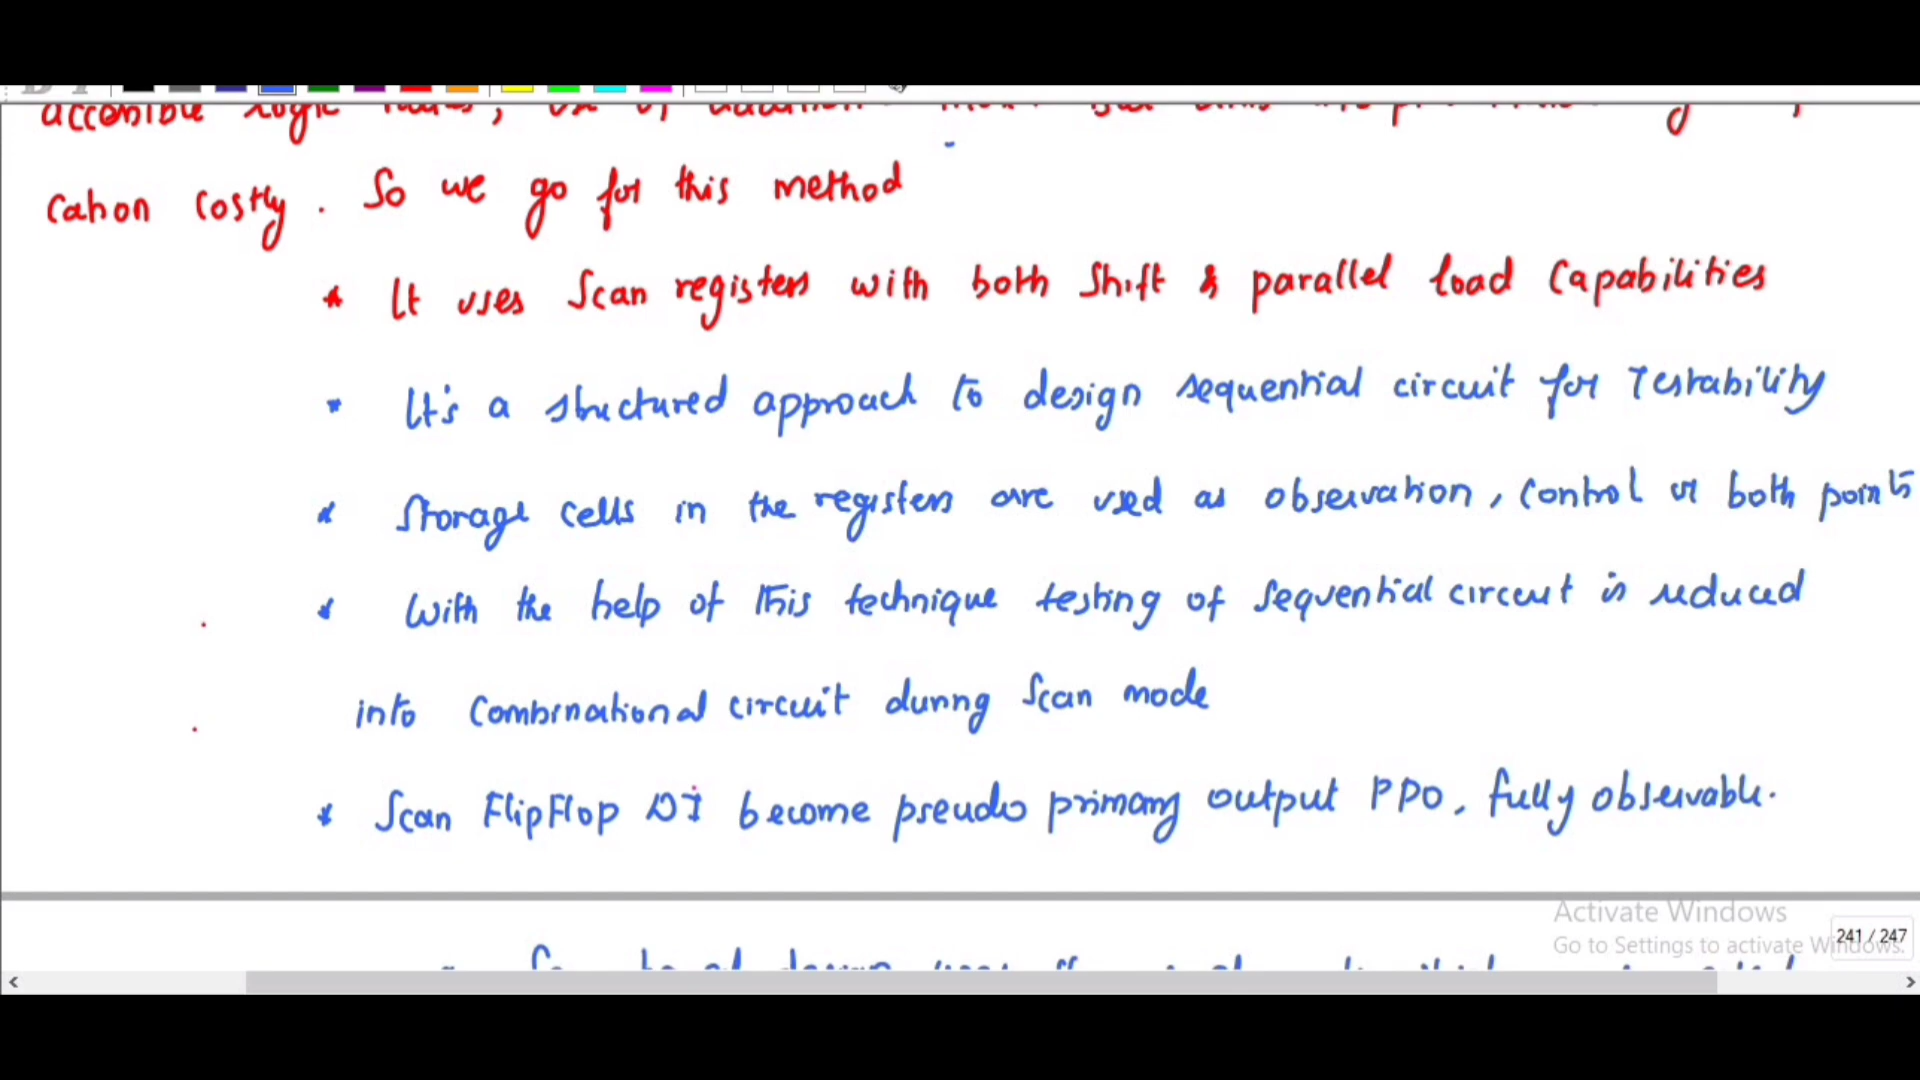 accessible logic
cation costly. So we go for this method
* It uses Scan registers with both Shift & parallel load Capabilities
* It's a structured approach to design sequential circuit for Testability
* Storage cells in the registers are used as observation, Control or both points
* With the help of this technique testing of Sequential circuit is reduced
into Combinational circuit during Scan mode
* Scan FlipFlop DI become pseudo primary output PPO, fully observable.
Activate Windows
Go to Settings to activate Windows.
241 / 247